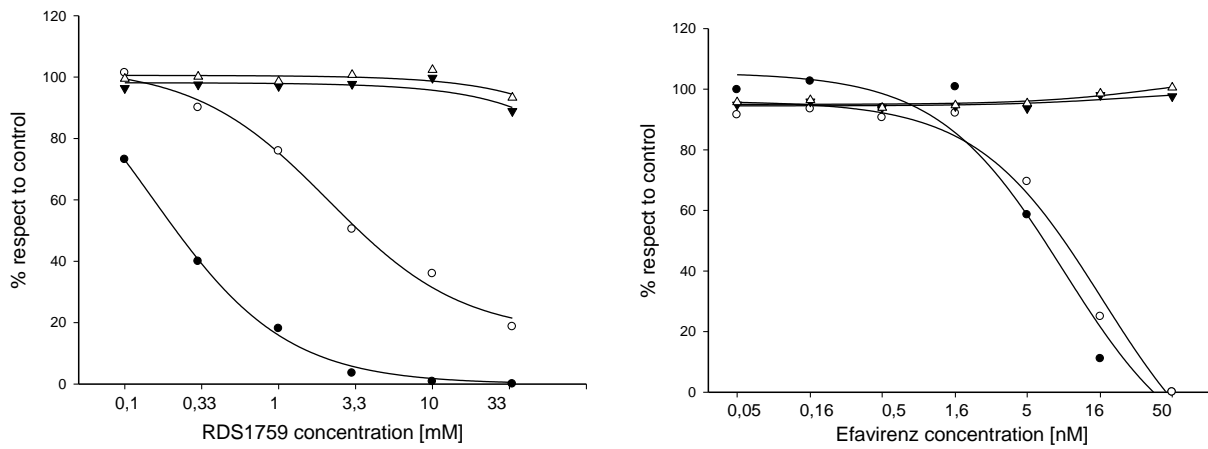 120
100
80
60
40
20
0
% respect to control
0,1 0,33 1 3,3 10 33
RDS1759 concentration [mM]
120
100
80
60
40
20
0
% respect to control
0,05 0,16 0,5 1,6 5 16 50
Efavirenz concentration [nM]